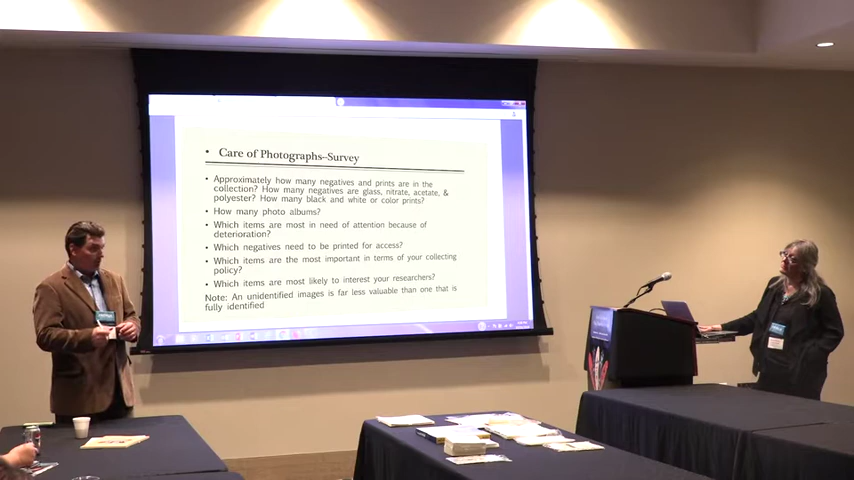 • Care of Photographs--Survey
• Approximately how many negatives and prints are in the
collection? How many negatives are glass, nitrate, acetate, &
polyester? How many black and white or color prints?
• How many photo albums?
• Which items are most in need of attention because of
deterioration?
• Which negatives need to be printed for access?
• Which items are the most important in terms of your collecting
policy?
• Which items are most likely to interest your researchers?
Note: An unidentified images is far less valuable than one that is
fully identified